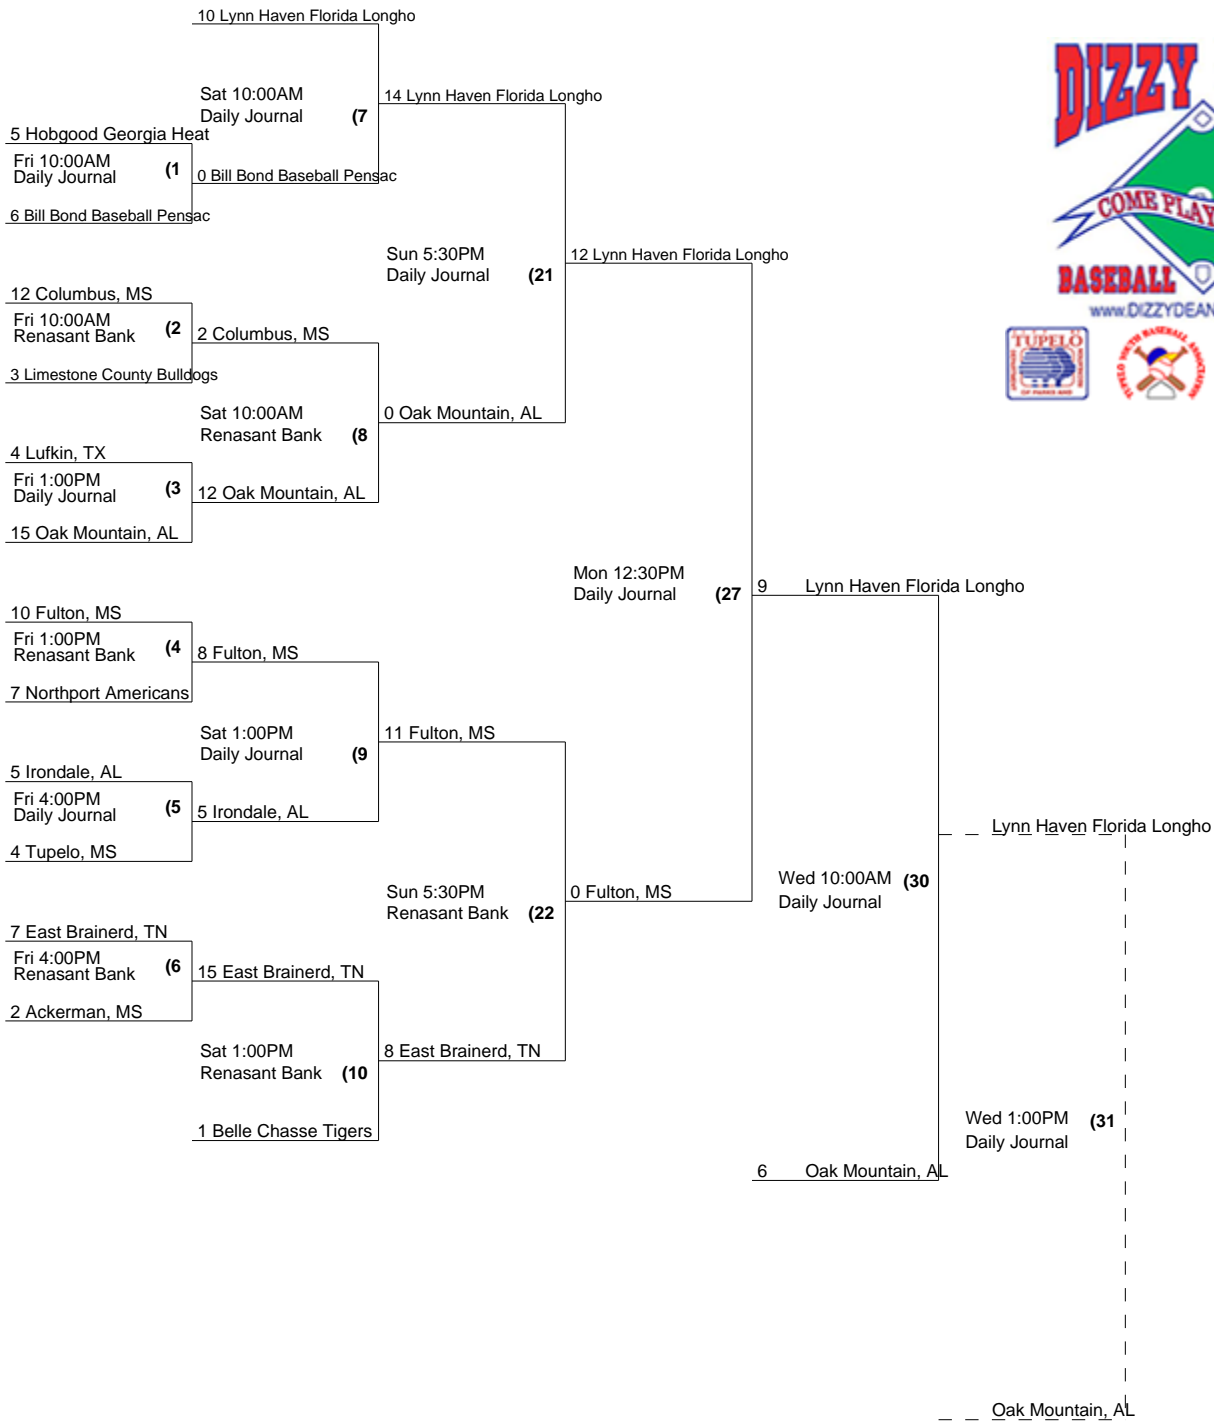 10 Lynn Haven Florida Longho
Sat 10:00AM
Daily Journal (7
14 Lynn Haven Florida Longho
5 Hobgood Georgia Heat
Fri 10:00AM
Daily Journal (1
0 Bill Bond Baseball Pensac
6 Bill Bond Baseball Pensac
Sun 5:30PM
Daily Journal (21
12 Lynn Haven Florida Longho
12 Columbus, MS
Fri 10:00AM
Renasant Bank (2
2 Columbus, MS
3 Limestone County Bulldogs
Sat 10:00AM
Renasant Bank (8
0 Oak Mountain, AL
4 Lufkin, TX
Fri 1:00PM
Daily Journal (3
12 Oak Mountain, AL
15 Oak Mountain, AL
Mon 12:30PM
Daily Journal (27
9 Lynn Haven Florida Longho
10 Fulton, MS
Fri 1:00PM
Renasant Bank (4
8 Fulton, MS
7 Northport Americans
Sat 1:00PM
Daily Journal (9
11 Fulton, MS
5 Irondale, AL
Fri 4:00PM
Daily Journal (5
5 Irondale, AL
4 Tupelo, MS
Lynn Haven Florida Longho
Wed 10:00AM (30
Daily Journal
Sun 5:30PM
Renasant Bank (22
0 Fulton, MS
7 East Brainerd, TN
Fri 4:00PM
Renasant Bank (6
15 East Brainerd, TN
2 Ackerman, MS
Sat 1:00PM
Renasant Bank (10
8 East Brainerd, TN
1 Belle Chasse Tigers
Wed 1:00PM (31
Daily Journal
6 Oak Mountain, AL
Oak Mountain, AL
DIZZY
COME PLAY
BASEBALL
www.DIZZYDEAN
TUPELO
OF PARKS AND
TUPELO YOUTH BASEBALL ASSOCIATION